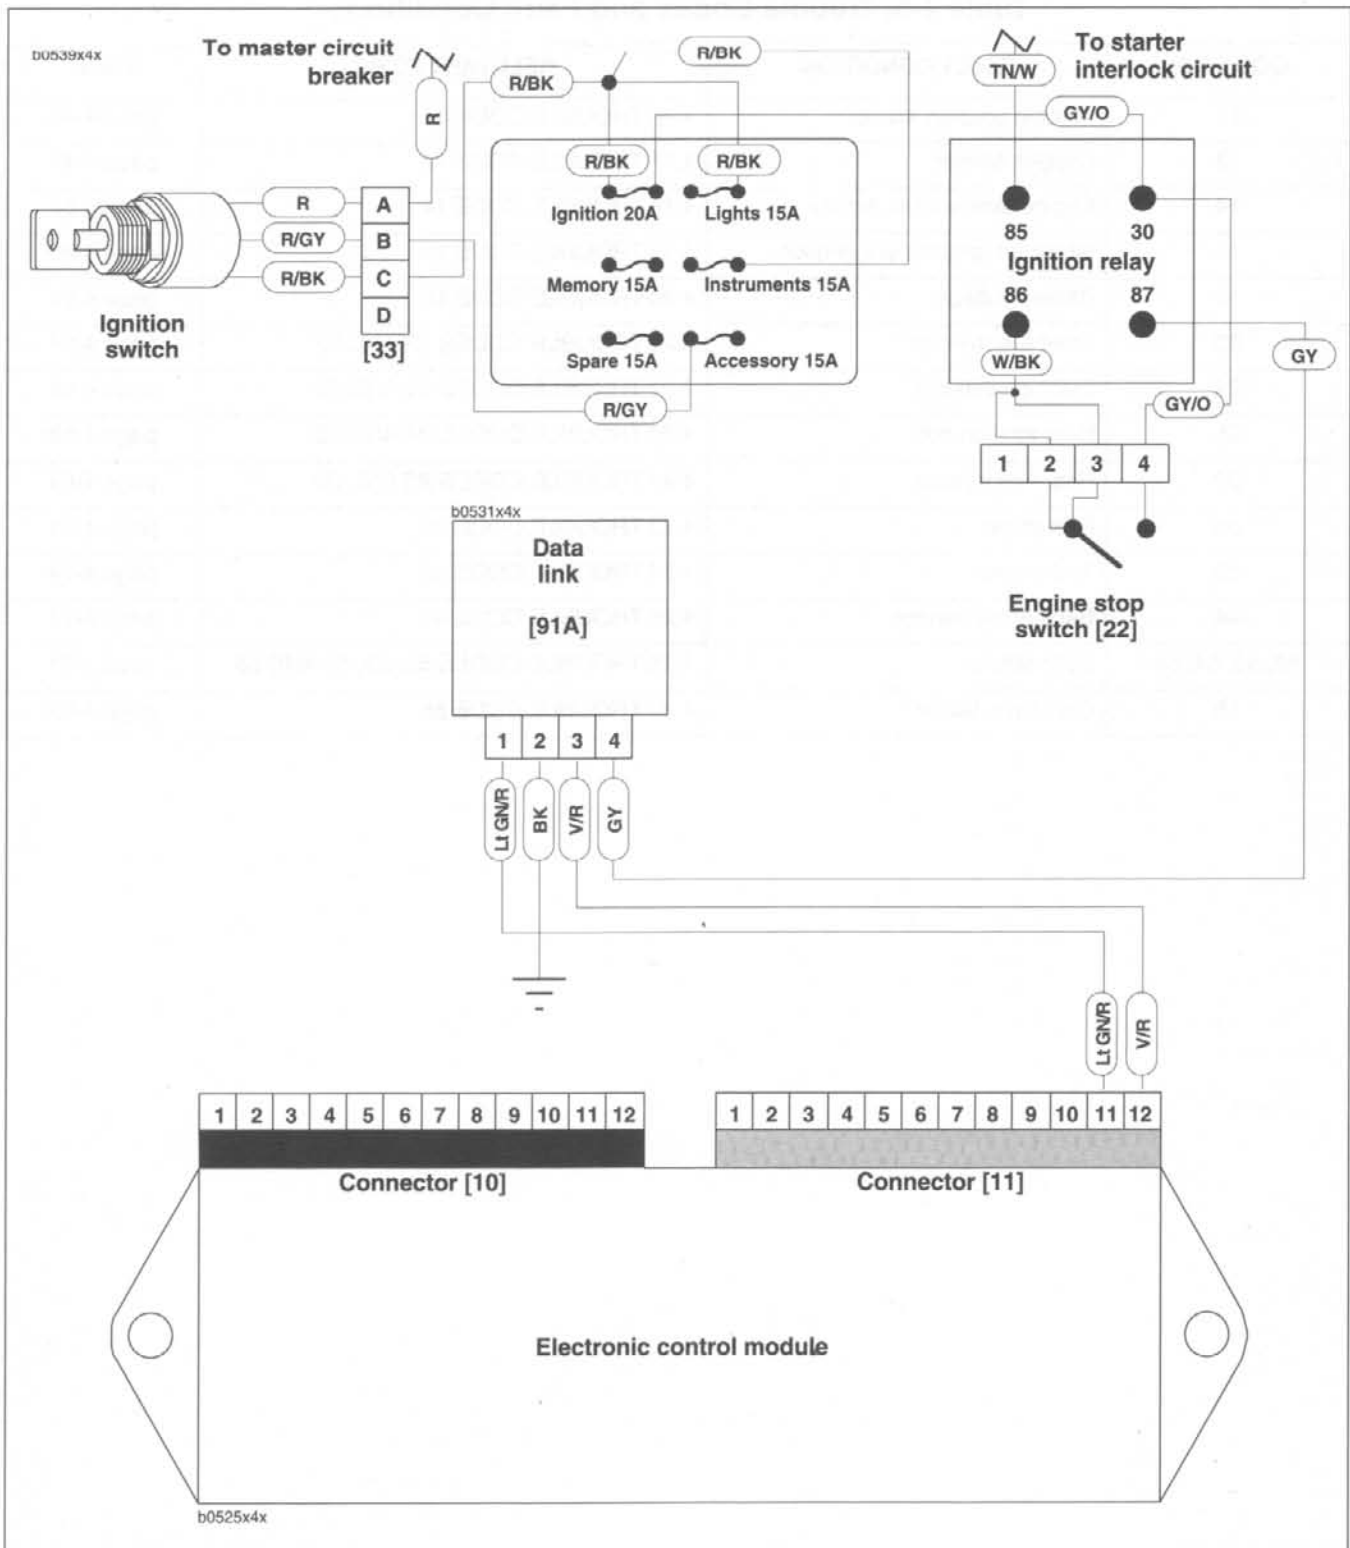 b0539x4x
To master circuit
breaker
R
R/BK
R/BK
To starter
interlock circuit
TN/W
GY/O
R/BK
R/BK
Ignition 20A
Lights 15A
Memory 15A
Instruments 15A
Spare 15A
Accessory 15A
R
R/GY
R/BK
A
B
C
D
[33]
Ignition
switch
85
30
Ignition relay
86
87
W/BK
GY
GY/O
R/GY
1 2 3 4
Engine stop
switch [22]
b0531x4x
Data
link
[91A]
1 2 3 4
Lt GN/R
BK
V/R
GY
Lt GN/R
V/R
1 2 3 4 5 6 7 8 9 10 11 12
1 2 3 4 5 6 7 8 9 10 11 12
Connector [10]
Connector [11]
Electronic control module
b0525x4x